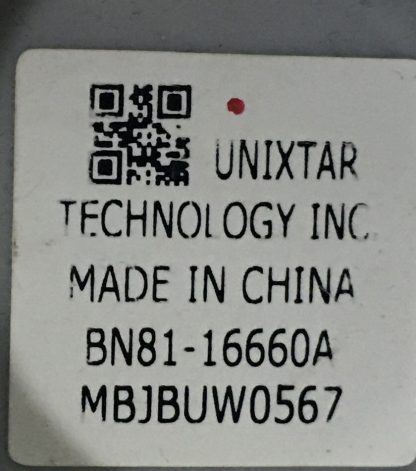 UNIXTAR
TECHNOLOGY INC
MADE IN CHINA
BN81-16660A
MBJBUW0567